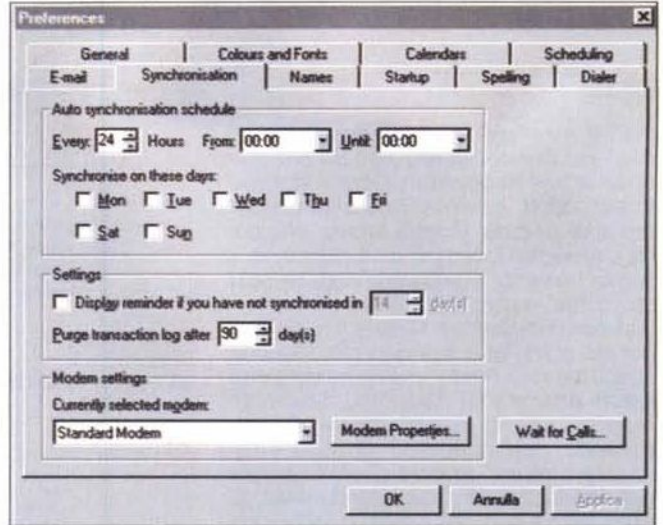 Preferences
General Colours and Fonts Calendars Scheduling
E-mail Synchronisation Names Startup Spelling Dialer
Auto synchronisation schedule
Every: 24 Hours From: 00:00 Until: 00:00
Synchronise on these days:
Mon Tue Wed Thu Fri
Sat Sun
Settings
Display reminder if you have not synchronised in 14 day(s)
Purge transaction log after 90 day(s)
Modem settings
Currently selected modem:
Standard Modem Modem Properties... Wait for Calls...
OK Annulla Applica